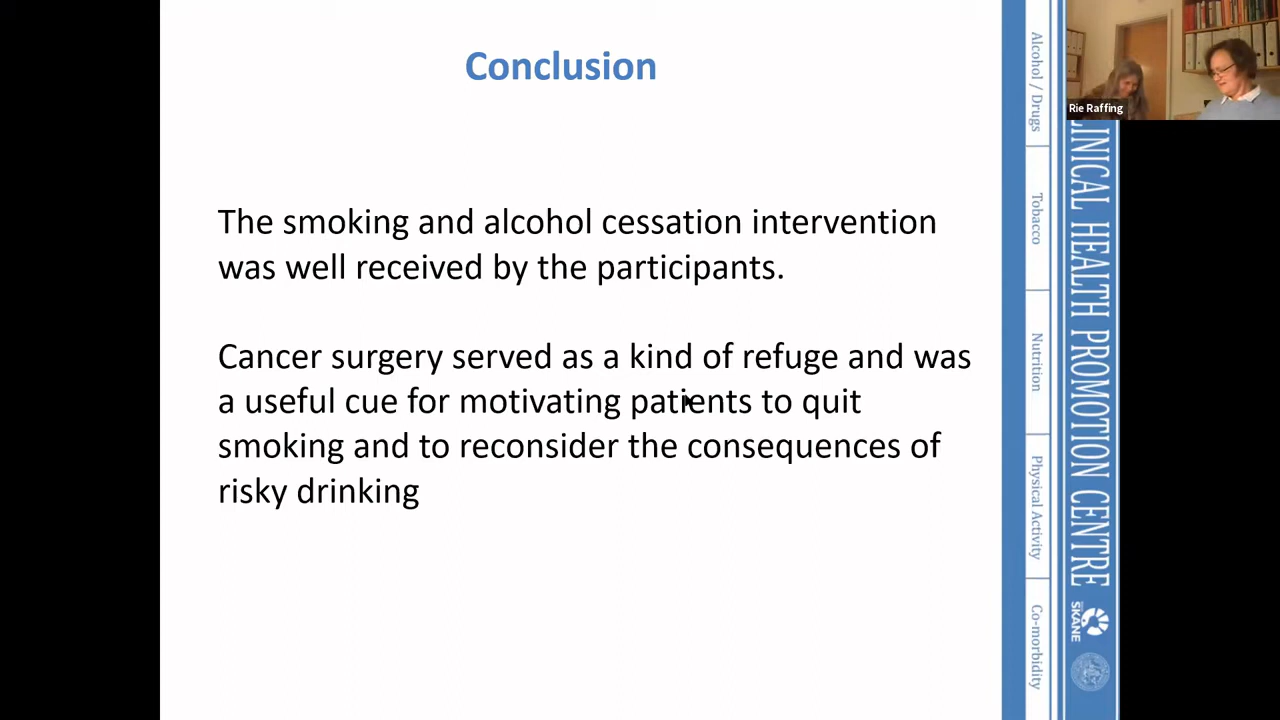 Conclusion
The smoking and alcohol cessation intervention
was well received by the participants.
Cancer surgery served as a kind of refuge and was
a useful cue for motivating patients to quit
smoking and to reconsider the consequences of
risky drinking
Rie Raffing
Alcohol / Drugs
Tobacco
Nutrition
Physical Activity
Co-morbidity
LINICAL HEALTH PROMOTION CENTRE
SKÅNE